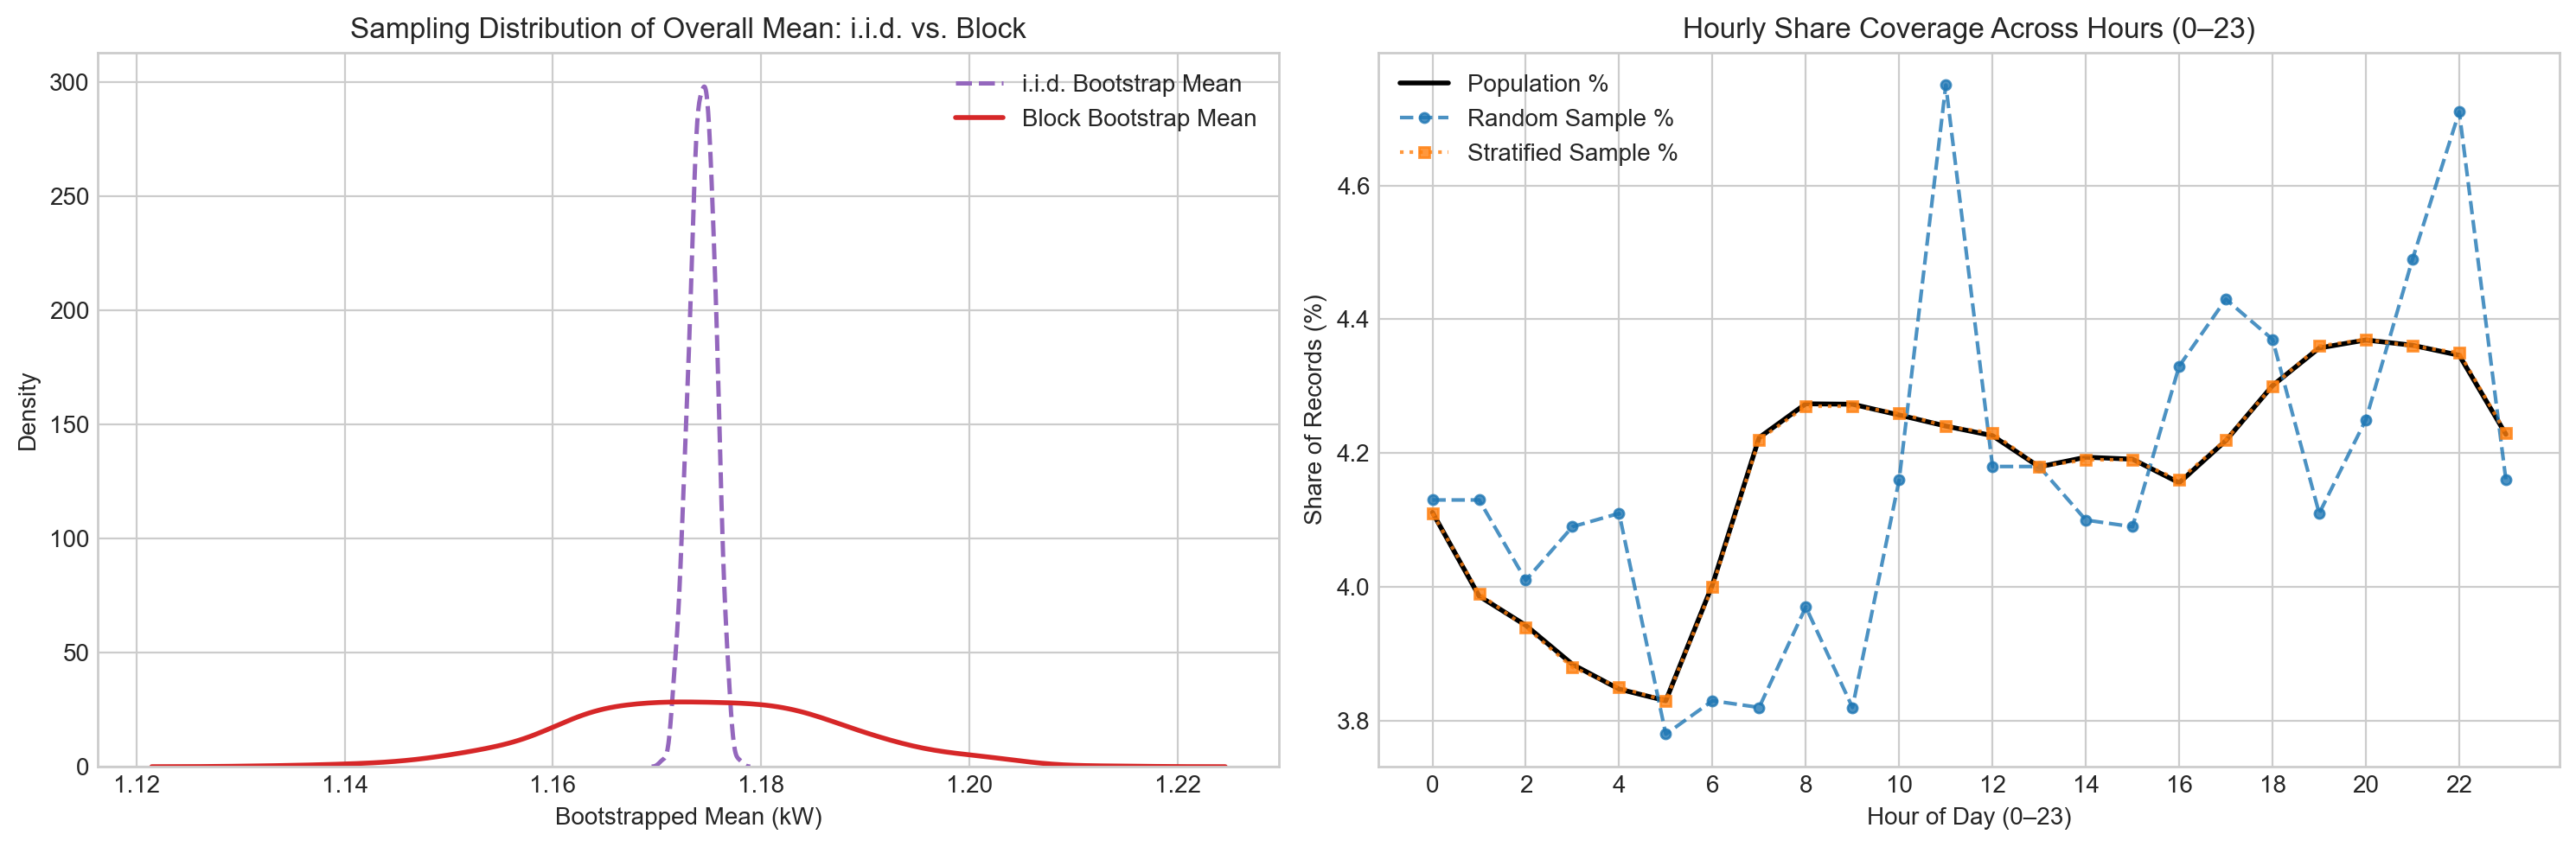 Sampling Distribution of Overall Mean: i.i.d. vs. Block
300
250
200
150
100
50
0
Density
i.i.d. Bootstrap Mean
Block Bootstrap Mean
1.12 1.14 1.16 1.18 1.20 1.22
Bootstrapped Mean (kW)
Hourly Share Coverage Across Hours (0–23)
Population %
Random Sample %
Stratified Sample %
4.6
4.4
4.2
4.0
3.8
Share of Records (%)
0 2 4 6 8 10 12 14 16 18 20 22
Hour of Day (0–23)